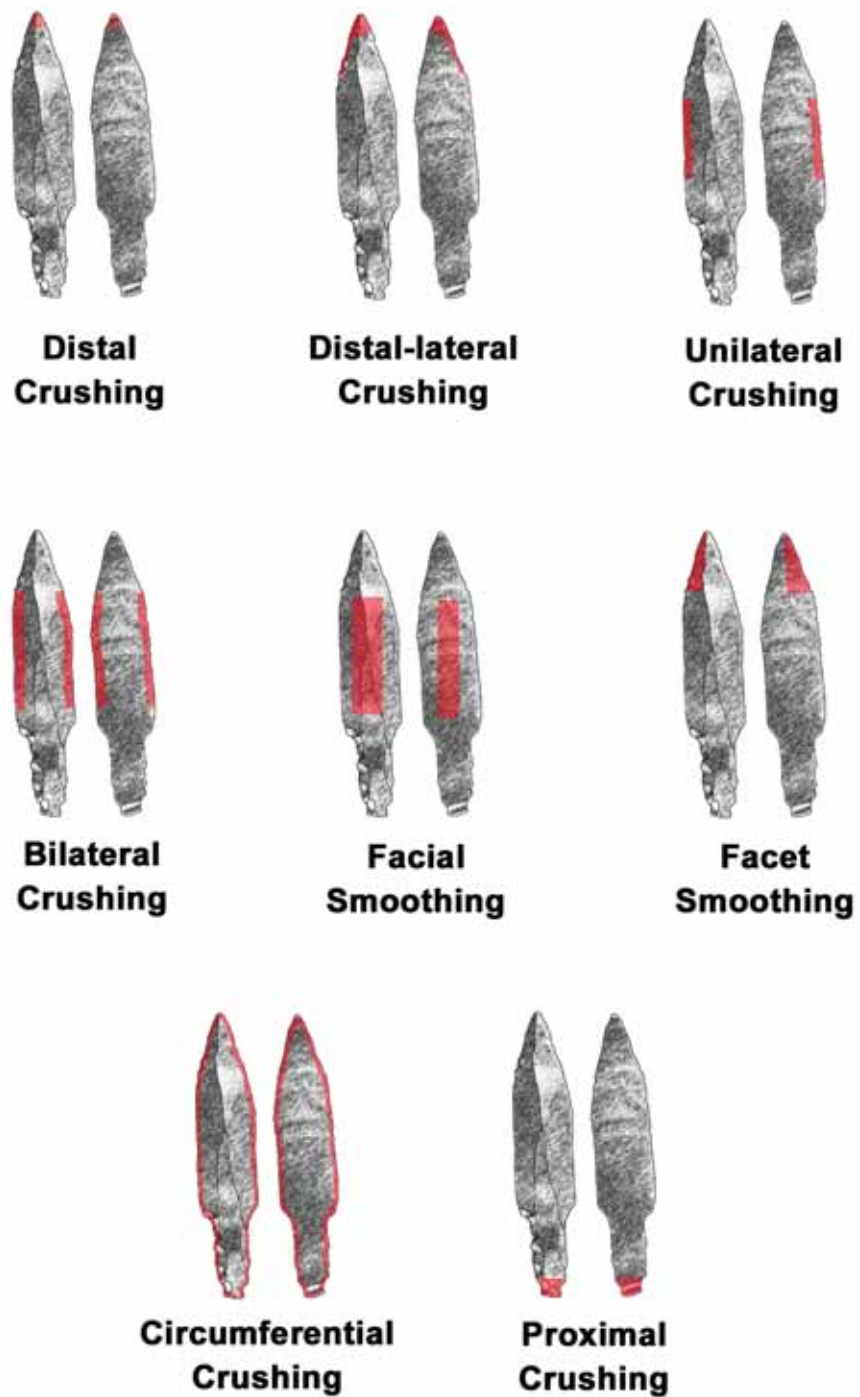 Distal
Crushing
Distal-lateral
Crushing
Unilateral
Crushing
Bilateral
Crushing
Facial
Smoothing
Facet
Smoothing
Circumferential
Crushing
Proximal
Crushing